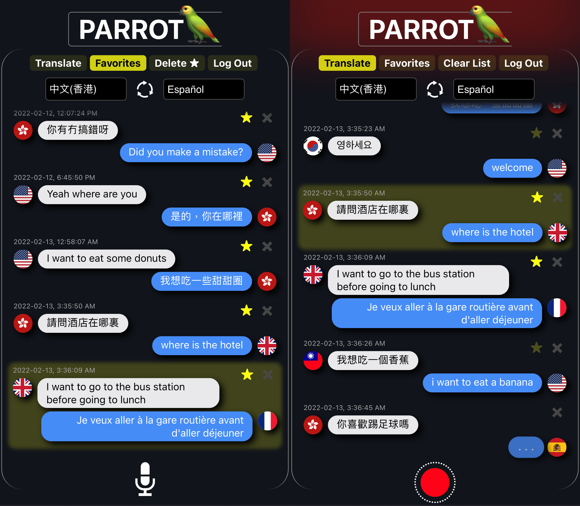 PARROT
Translate Favorites Delete ★ Log Out
中文(香港) Español
2022-02-12, 12:07:24 PM
你有冇搞錯呀
Did you make a mistake?
2022-02-12, 6:45:50 PM
Yeah where are you
是的，你在哪裡
2022-02-13, 12:58:07 AM
I want to eat some donuts
我想吃一些甜甜圈
2022-02-13, 3:35:50 AM
請問酒店在哪裏
where is the hotel
2022-02-13, 3:36:09 AM
I want to go to the bus station
before going to lunch
Je veux aller à la gare routière avant
d'aller déjeuner
PARROT
Translate Favorites Clear List Log Out
中文(香港) Español
2022-02-13, 3:35:23 AM
영하세요
welcome
2022-02-13, 3:35:50 AM
請問酒店在哪裏
where is the hotel
2022-02-13, 3:36:09 AM
I want to go to the bus station
before going to lunch
Je veux aller à la gare routière avant
d'aller déjeuner
2022-02-13, 3:36:26 AM
我想吃一個香蕉
i want to eat a banana
2022-02-13, 3:36:45 AM
你喜歡踢足球嗎
. . .